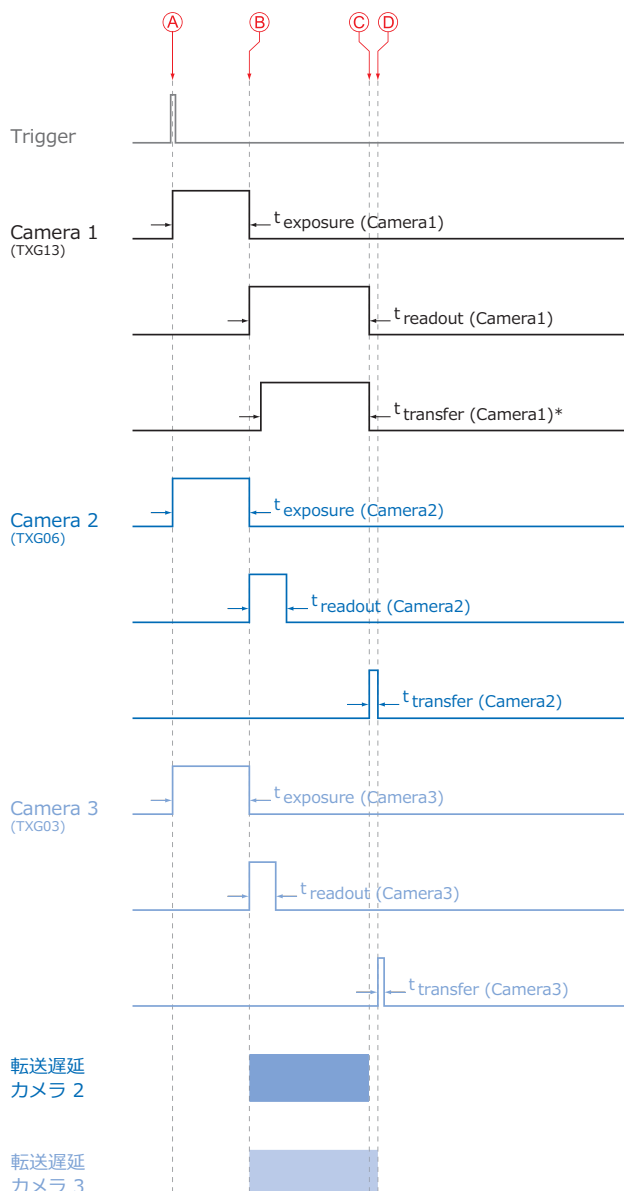 A B C D
Trigger
Camera 1
(TXG13)
t exposure (Camera1)
t readout (Camera1)
t transfer (Camera1)*
Camera 2
(TXG06)
t exposure (Camera2)
t readout (Camera2)
t transfer (Camera2)
Camera 3
(TXG03)
t exposure (Camera3)
t readout (Camera3)
t transfer (Camera3)
転送遅延
カメラ 2
転送遅延
カメラ 3